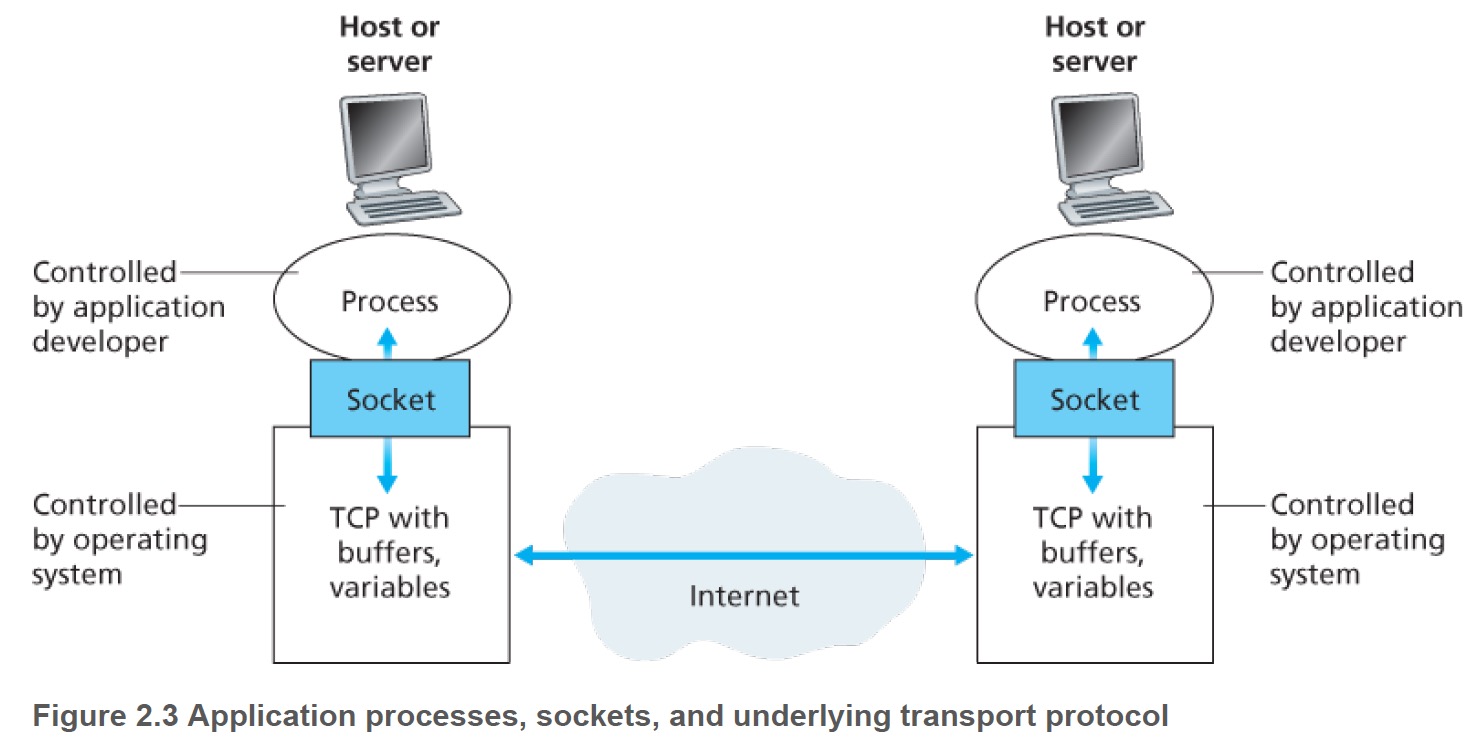 Host or
server
Host or
server
Controlled
by application
developer
Process
Process
Controlled
by application
developer
Socket
Socket
Controlled
by operating
system
TCP with
buffers,
variables
Internet
TCP with
buffers,
variables
Controlled
by operating
system
Figure 2.3 Application processes, sockets, and underlying transport protocol